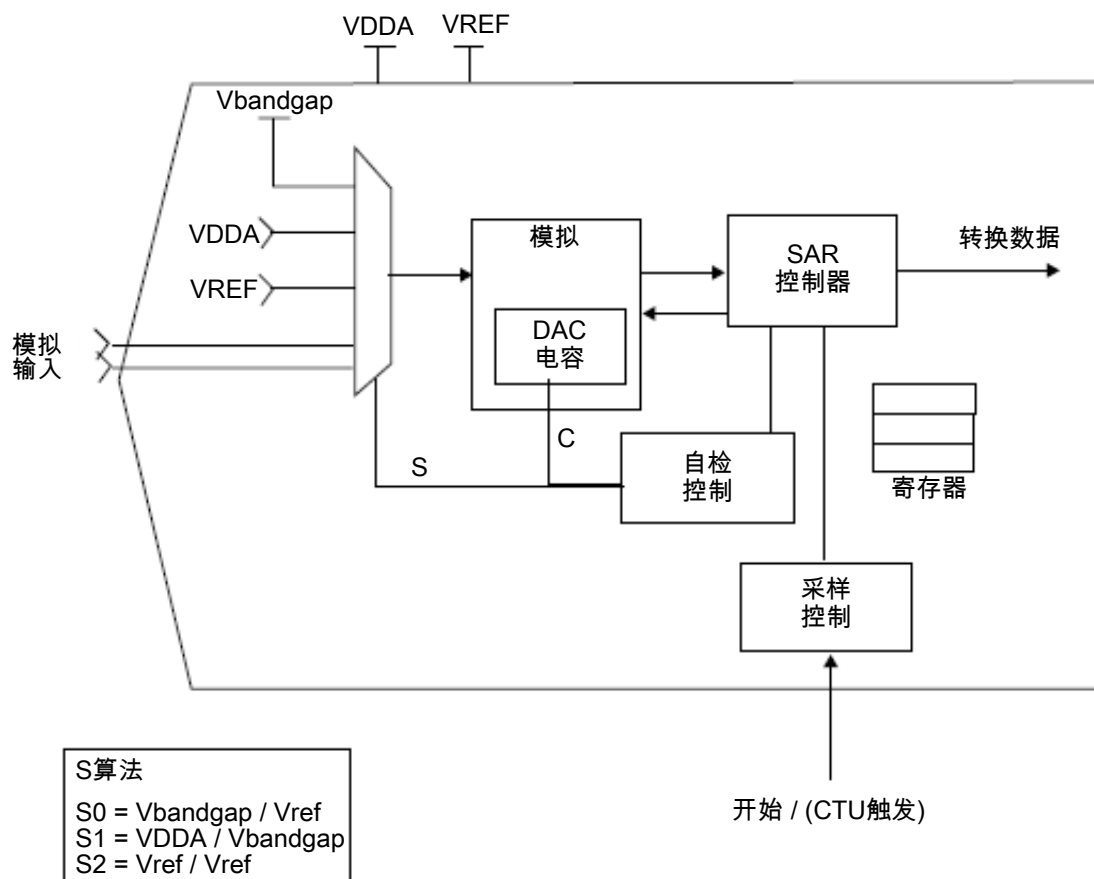 VDDA VREF
Vbandgap
VDDA
VREF
模拟
输入
模拟
DAC
电容
SAR
控制器
转换数据
S
C
自检
控制
寄存器
采样
控制
开始 / (CTU触发)
S算法
S0 = Vbandgap / Vref
S1 = VDDA / Vbandgap
S2 = Vref / Vref